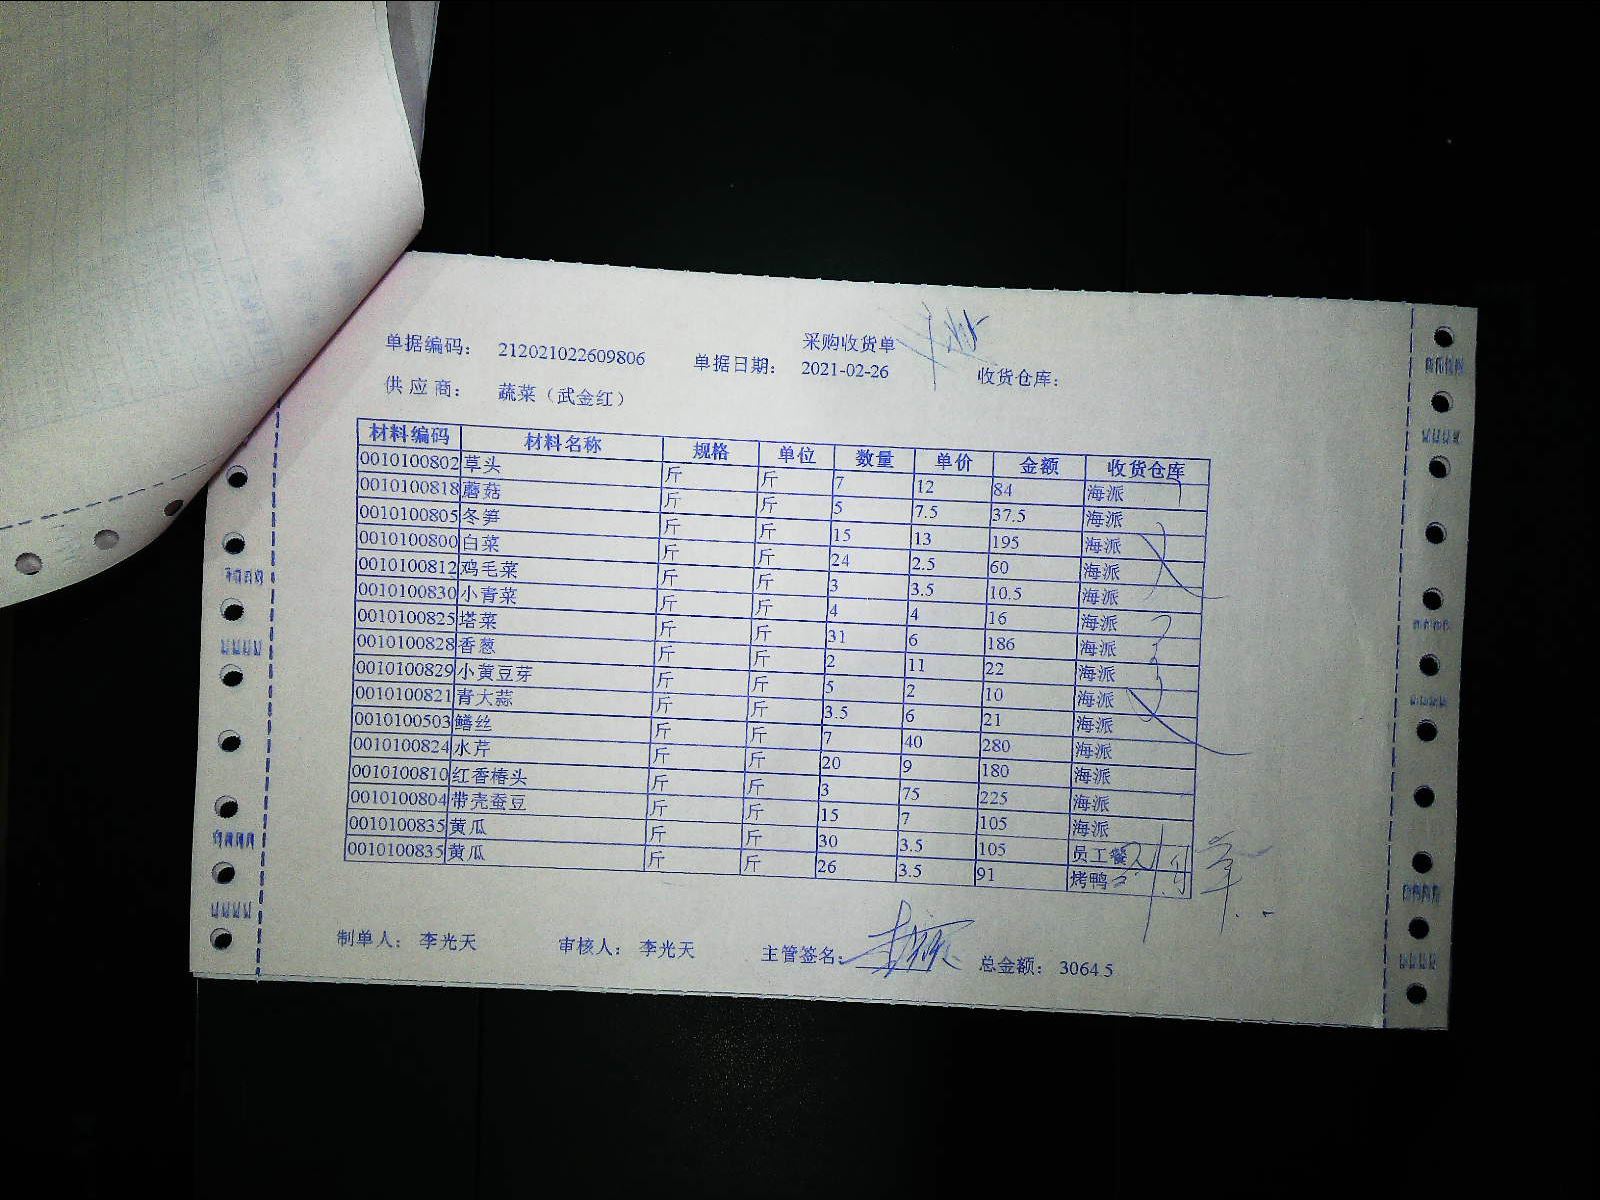 采购收货单
单据编码： 212021022609806 单据日期： 2021-02-26 收货仓库：
供 应 商： 蔬菜（武金红）
材料编码 材料名称 规格 单位 数量 单价 金额 收货仓库
0010100802 草头 斤 斤 7 12 84 海派
0010100818 蘑菇 斤 斤 5 7.5 37.5 海派
0010100805 冬笋 斤 斤 15 13 195 海派
0010100800 白菜 斤 斤 24 2.5 60 海派
0010100812 鸡毛菜 斤 斤 3 3.5 10.5 海派
0010100830 小青菜 斤 斤 4 4 16 海派
0010100825 塔菜 斤 斤 31 6 186 海派
0010100828 香葱 斤 斤 2 11 22 海派
0010100829 小黄豆芽 斤 斤 5 2 10 海派
0010100821 青大蒜 斤 斤 3.5 6 21 海派
0010100503 鳝丝 斤 斤 7 40 280 海派
0010100824 水芹 斤 斤 20 9 180 海派
0010100810 红香椿头 斤 斤 3 75 225 海派
0010100804 带壳蚕豆 斤 斤 15 7 105 海派
0010100835 黄瓜 斤 斤 30 3.5 105 员工餐
0010100835 黄瓜 斤 斤 26 3.5 91 烤鸭
制单人： 李光天 审核人： 李光天 主管签名： 总金额： 3064 5